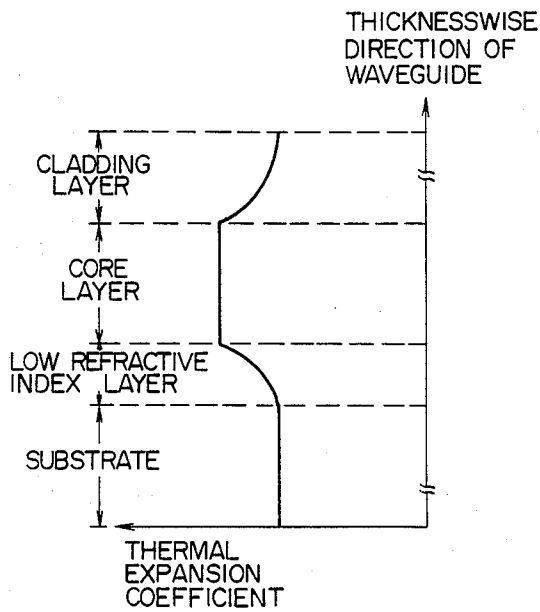 THICKNESSWISE
DIRECTION OF
WAVEGUIDE
CLADDING
LAYER
CORE
LAYER
LOW REFRACTIVE
INDEX LAYER
SUBSTRATE
THERMAL
EXPANSION
COEFFICIENT